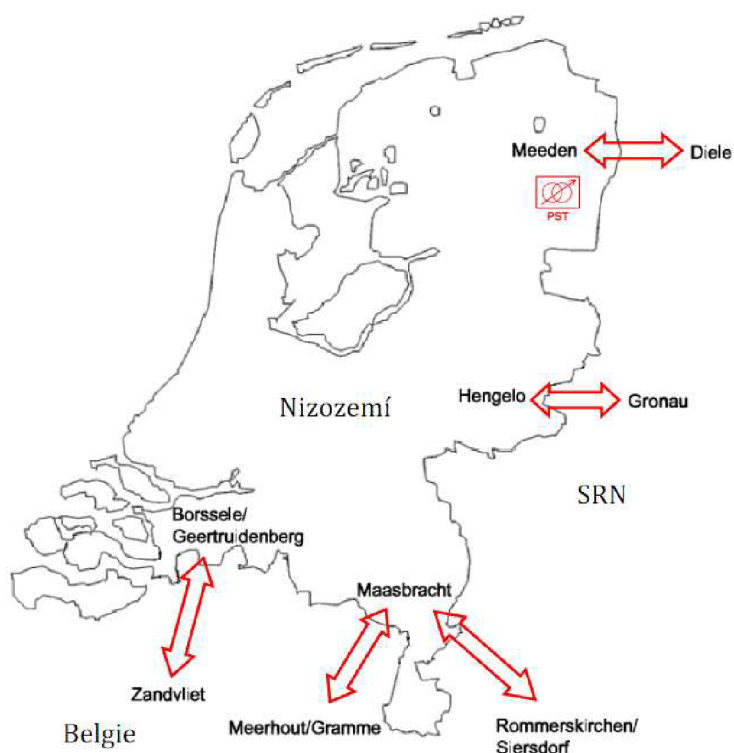 Meeden
Diele
PST
Hengelo
Gronau
Nizozemí
SRN
Borssele/
Geertruidenberg
Maasbracht
Zandvliet
Belgie
Meerhout/Gramme
Rommerskirchen/
Siersdorf